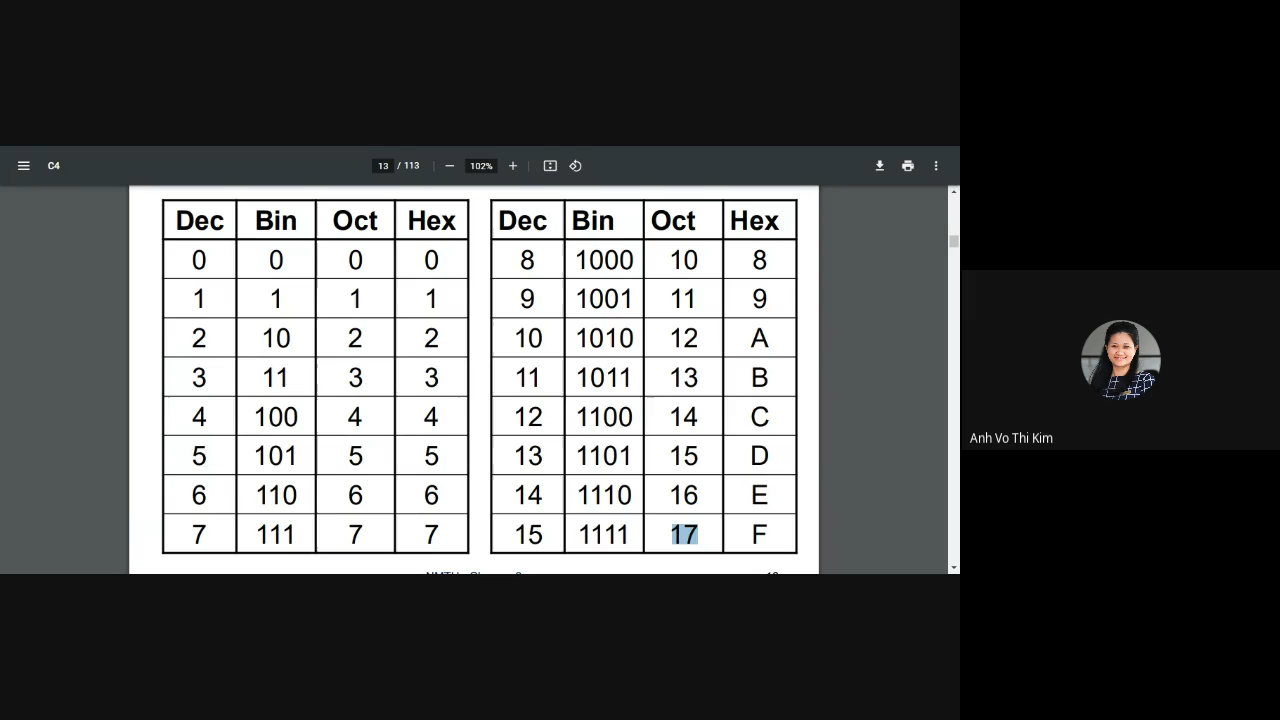 C4
13 / 113
102%
Dec Bin Oct Hex
0 0 0 0
1 1 1 1
2 10 2 2
3 11 3 3
4 100 4 4
5 101 5 5
6 110 6 6
7 111 7 7
Dec Bin Oct Hex
8 1000 10 8
9 1001 11 9
10 1010 12 A
11 1011 13 B
12 1100 14 C
13 1101 15 D
14 1110 16 E
15 1111 17 F
Anh Vo Thi Kim